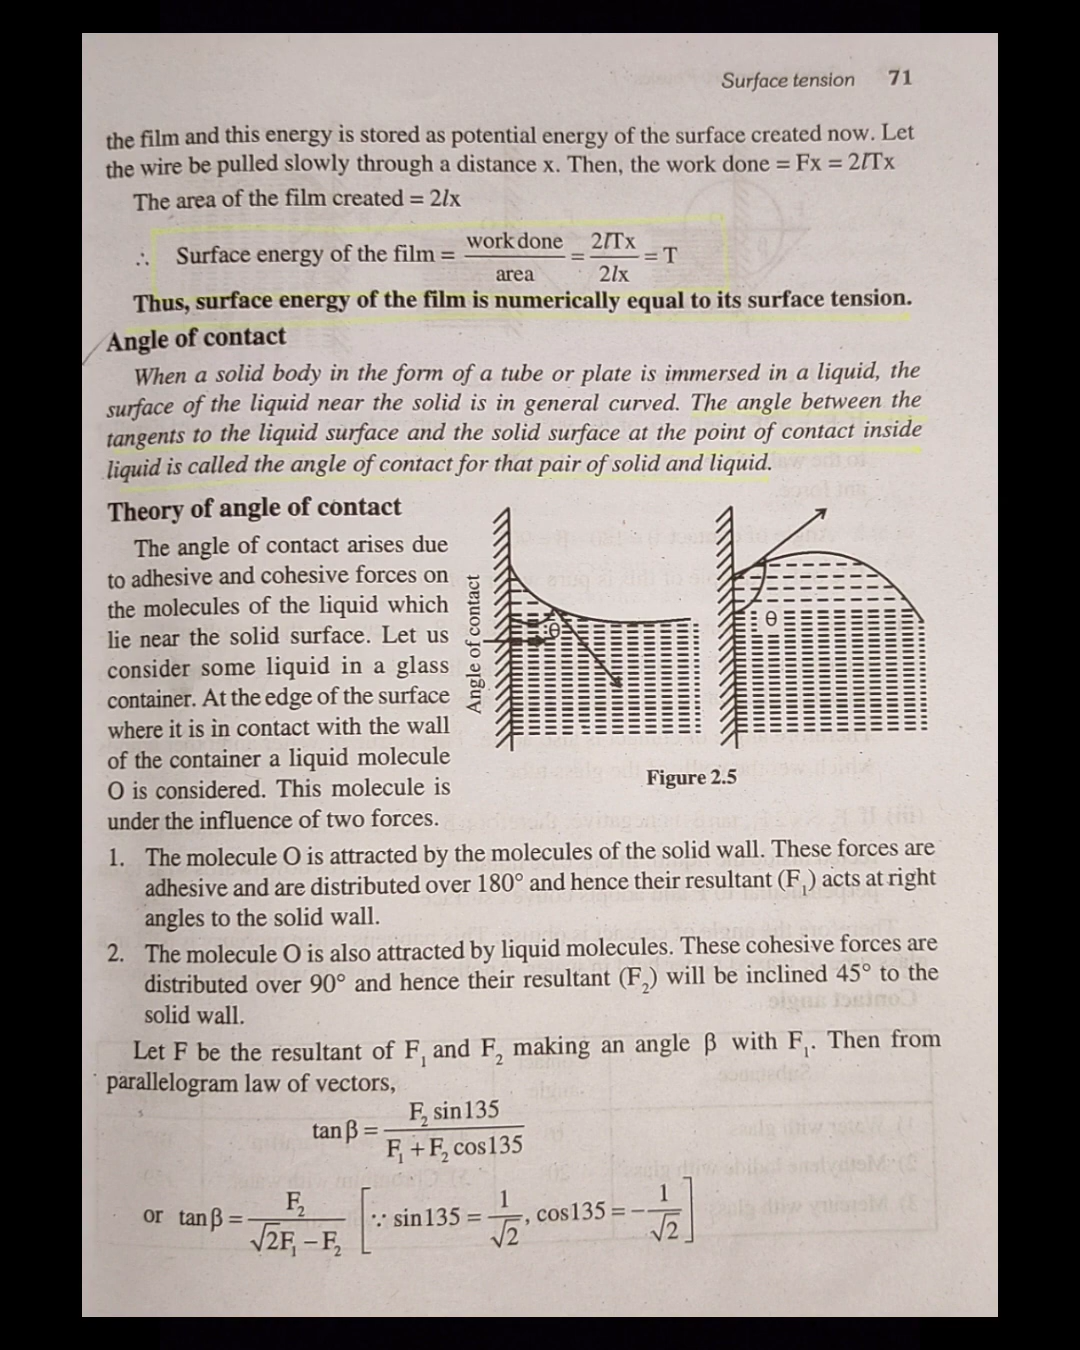 Surface tension 71
the film and this energy is stored as potential energy of the surface created now. Let
the wire be pulled slowly through a distance x. Then, the work done = Fx = 2lTx
The area of the film created = 2lx
∴ Surface energy of the film = work done / area = 2lTx / 2lx = T
Thus, surface energy of the film is numerically equal to its surface tension.
Angle of contact
When a solid body in the form of a tube or plate is immersed in a liquid, the
surface of the liquid near the solid is in general curved. The angle between the
tangents to the liquid surface and the solid surface at the point of contact inside
liquid is called the angle of contact for that pair of solid and liquid.
Theory of angle of contact
The angle of contact arises due
to adhesive and cohesive forces on
the molecules of the liquid which
lie near the solid surface. Let us
consider some liquid in a glass
container. At the edge of the surface
where it is in contact with the wall
of the container a liquid molecule
O is considered. This molecule is
under the influence of two forces.
Angle of contact
θ
θ
Figure 2.5
1. The molecule O is attracted by the molecules of the solid wall. These forces are
adhesive and are distributed over 180° and hence their resultant (F₁) acts at right
angles to the solid wall.
2. The molecule O is also attracted by liquid molecules. These cohesive forces are
distributed over 90° and hence their resultant (F₂) will be inclined 45° to the
solid wall.
Let F be the resultant of F₁ and F₂ making an angle β with F₁. Then from
parallelogram law of vectors,
tan β = F₂ sin135 / F₁ + F₂ cos135
or tan β = F₂ / √2F₁ – F₂ [∵ sin135 = 1/√2, cos135 = –1/√2]